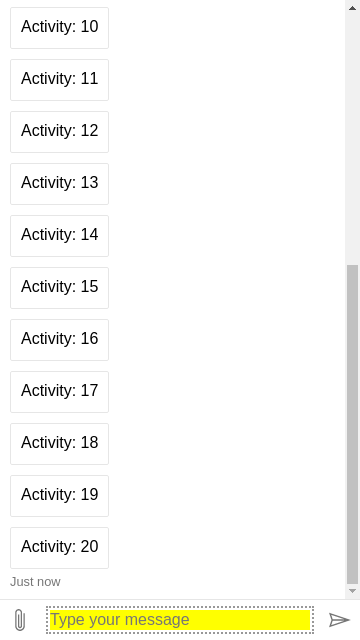 Activity: 10
Activity: 11
Activity: 12
Activity: 13
Activity: 14
Activity: 15
Activity: 16
Activity: 17
Activity: 18
Activity: 19
Activity: 20
Just now
Type your message